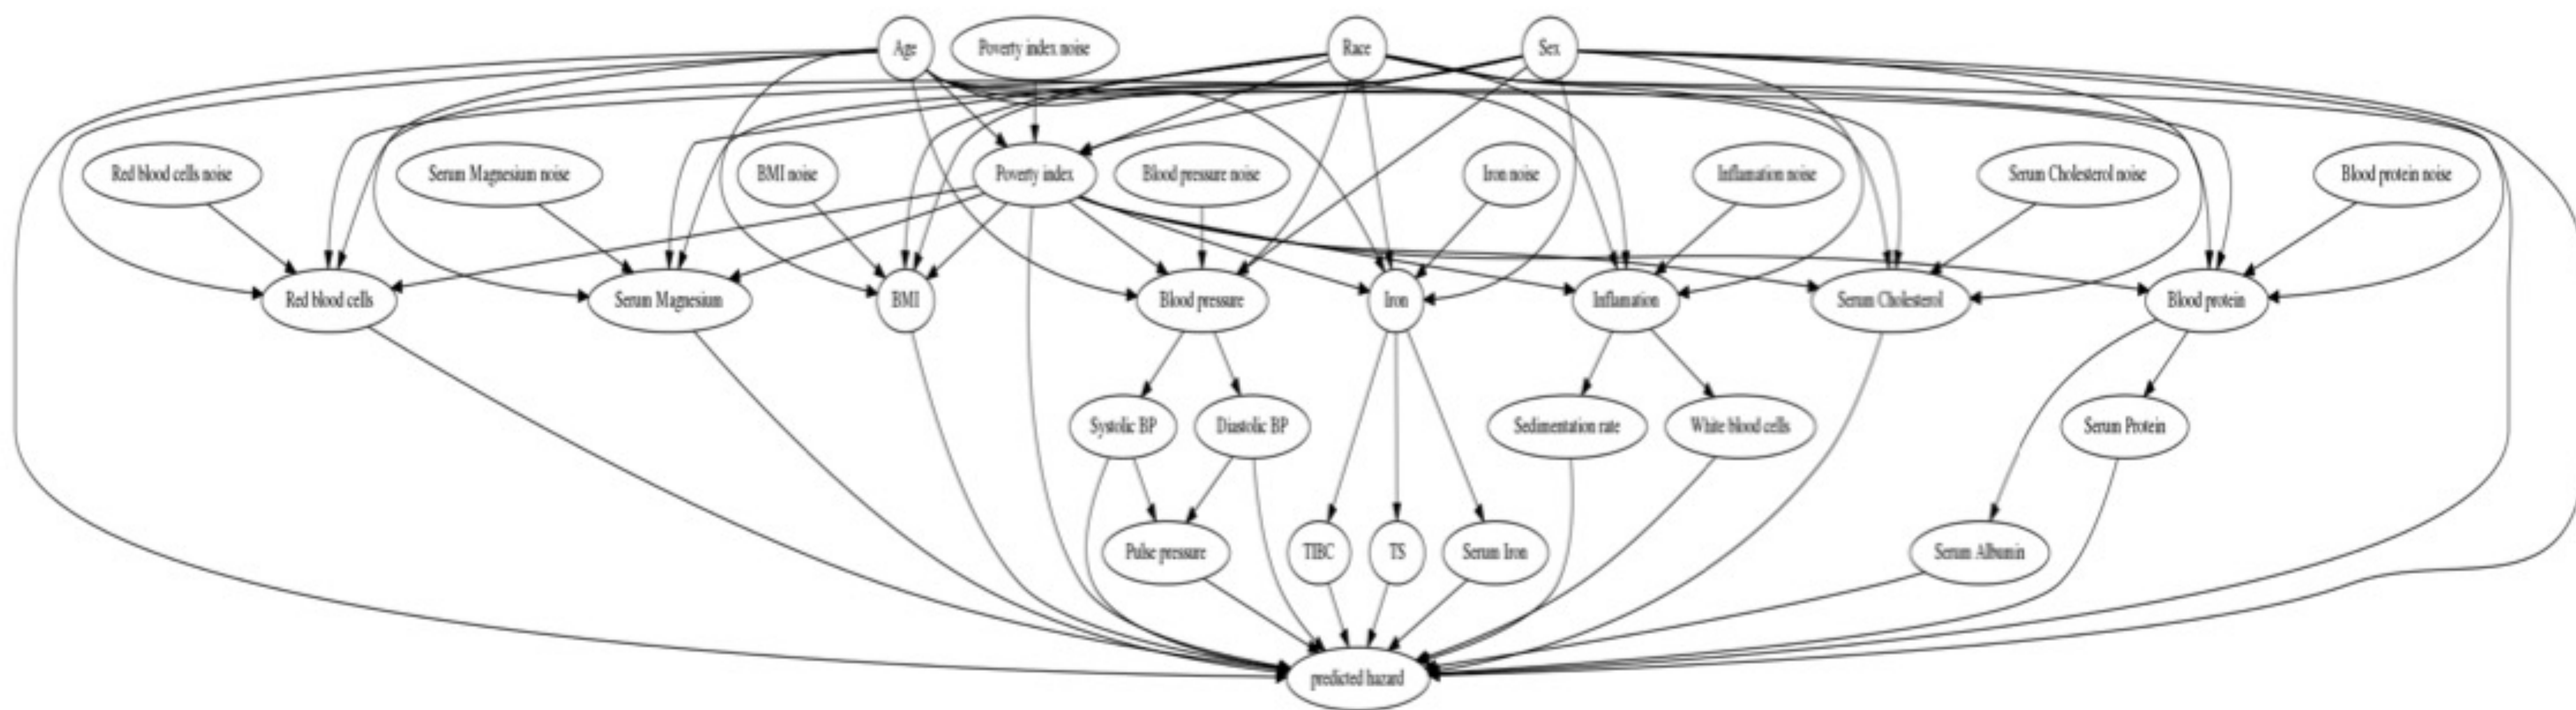 Age
Poverty index noise
Race
Sex
Red blood cells noise
Serum Magnesium noise
BMI noise
Poverty index
Blood pressure noise
Iron noise
Inflamation noise
Serum Cholesterol noise
Blood protein noise
Red blood cells
Serum Magnesium
BMI
Blood pressure
Iron
Inflamation
Serum Cholesterol
Blood protein
Systolic BP
Diastolic BP
Sedimentation rate
White blood cells
Serum Protein
Pulse pressure
TIBC
TS
Serum Iron
Serum Albumin
predicted hazard